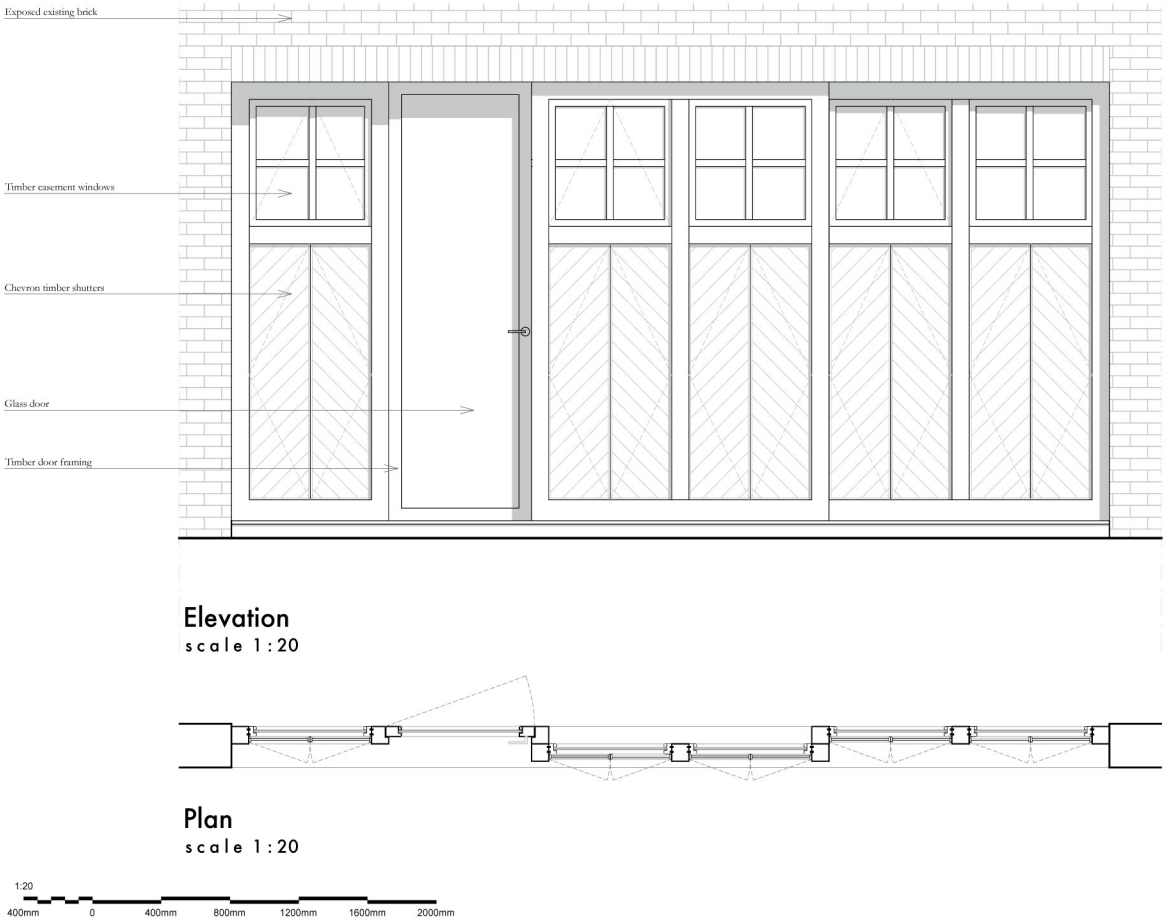 Exposed existing brick
Timber casement windows
Chevron timber shutters
Glass door
Timber door framing
Elevation
scale 1:20
Plan
scale 1:20
1:20
400mm 0 400mm 800mm 1200mm 1600mm 2000mm